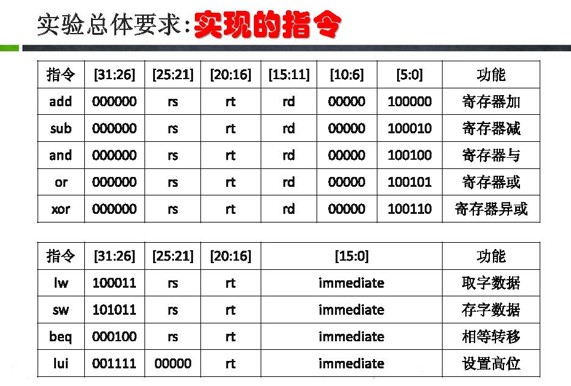 实验总体要求:实现的指令
指令 [31:26] [25:21] [20:16] [15:11] [10:6] [5:0] 功能
add 000000 rs rt rd 00000 100000 寄存器加
sub 000000 rs rt rd 00000 100010 寄存器减
and 000000 rs rt rd 00000 100100 寄存器与
or 000000 rs rt rd 00000 100101 寄存器或
xor 000000 rs rt rd 00000 100110 寄存器异或
指令 [31:26] [25:21] [20:16] [15:0] 功能
lw 100011 rs rt immediate 取字数据
sw 101011 rs rt immediate 存字数据
beq 000100 rs rt immediate 相等转移
lui 001111 00000 rt immediate 设置高位